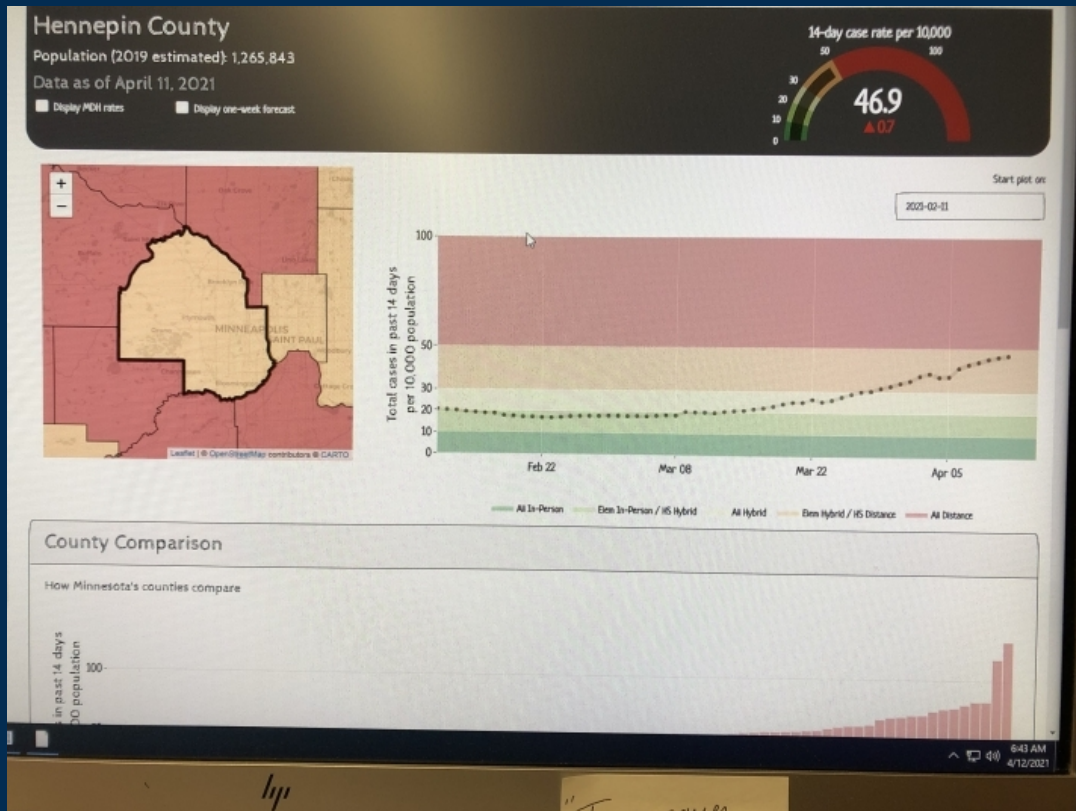 Hennepin County
Population (2019 estimated): 1,265,843
Data as of April 11, 2021
Display MDH rates
Display one-week forecast
14-day case rate per 10,000
0
10
20
30
50
100
46.9
▲0.7
+
−
MINNEAPOLIS
SAINT PAUL
Leaflet | © OpenStreetMap contributors © CARTO
Start plot on:
Total cases in past 14 days
per 10,000 population
100
50
30
20
10
0
Feb 22
Mar 08
Mar 22
Apr 05
All In-Person
Elem In-Person / HS Hybrid
All Hybrid
Elem Hybrid / HS Distance
All Distance
County Comparison
How Minnesota's counties compare
s in past 14 days
00 population
100
6:43 AM
4/12/2021
hp